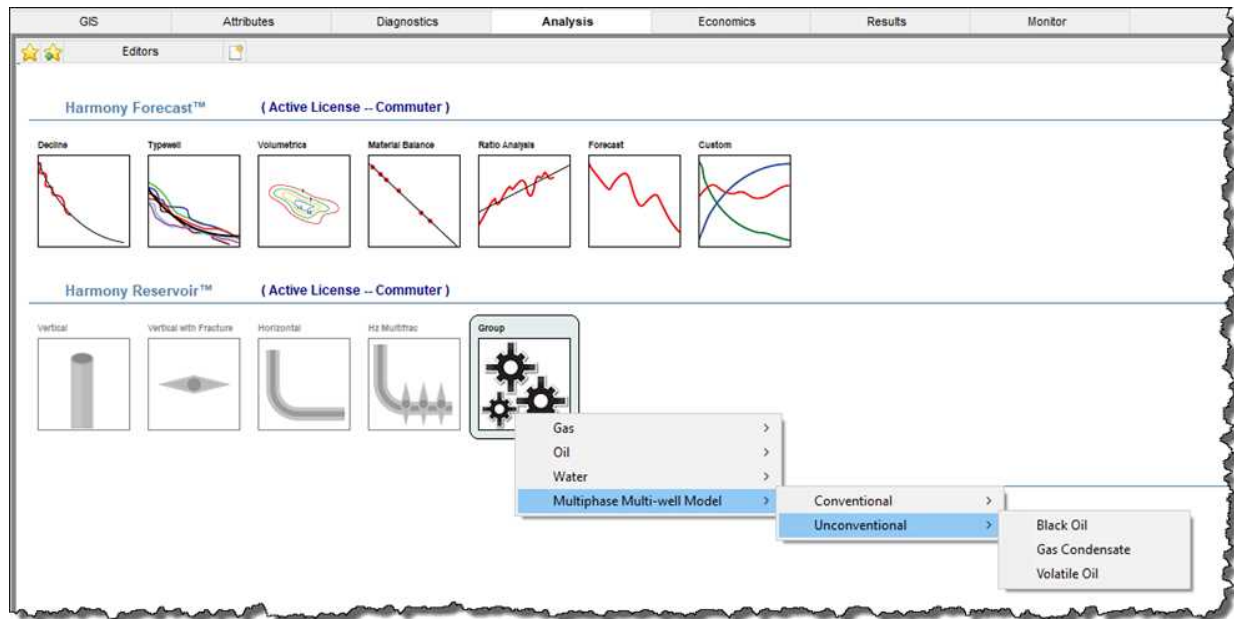 GIS Attributes Diagnostics Analysis Economics Results Monitor
Editors
Harmony Forecast™ ( Active License -- Commuter )
Decline Typewell Volumetrics Material Balance Ratio Analysis Forecast Custom
Harmony Reservoir™ ( Active License -- Commuter )
Vertical Vertical with Fracture Horizontal Hz Multifrac Group
Gas >
Oil >
Water >
Multiphase Multi-well Model > Conventional >
Unconventional > Black Oil
Gas Condensate
Volatile Oil